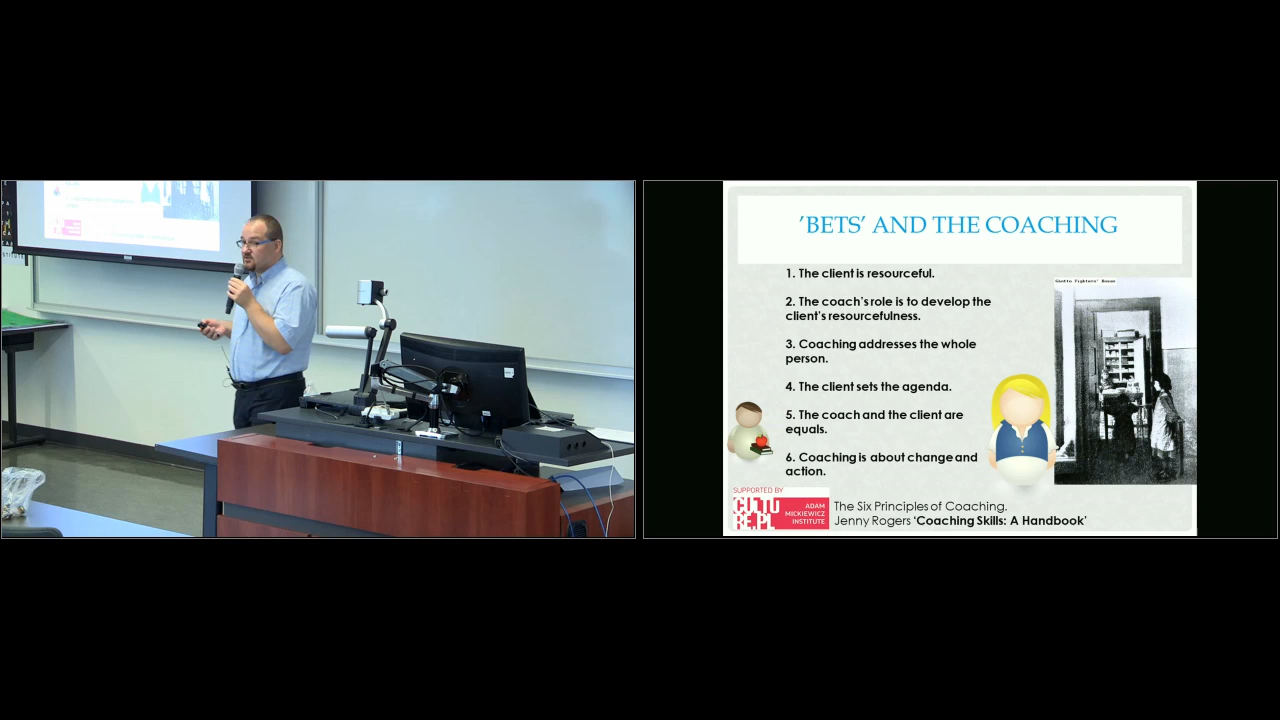 'BETS' AND THE COACHING
1. The client is resourceful.
2. The coach's role is to develop the
client's resourcefulness.
3. Coaching addresses the whole
person.
4. The client sets the agenda.
5. The coach and the client are
equals.
6. Coaching is about change and
action.
Ghetto Fighters' House
SUPPORTED BY
CULTU
RE.PL
ADAM
MICKIEWICZ
INSTITUTE
The Six Principles of Coaching.
Jenny Rogers 'Coaching Skills: A Handbook'